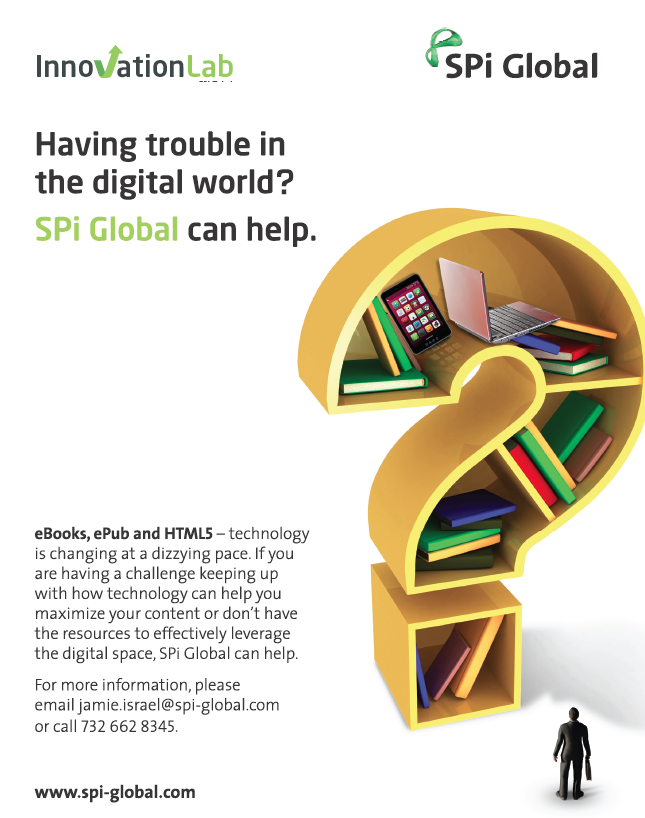 InnovationLab
SPi Global
Having trouble in
the digital world?
SPi Global can help.
eBooks, ePub and HTML5 – technology
is changing at a dizzying pace. If you
are having a challenge keeping up
with how technology can help you
maximize your content or don’t have
the resources to effectively leverage
the digital space, SPi Global can help.
For more information, please
email jamie.israel@spi-global.com
or call 732 662 8345.
www.spi-global.com